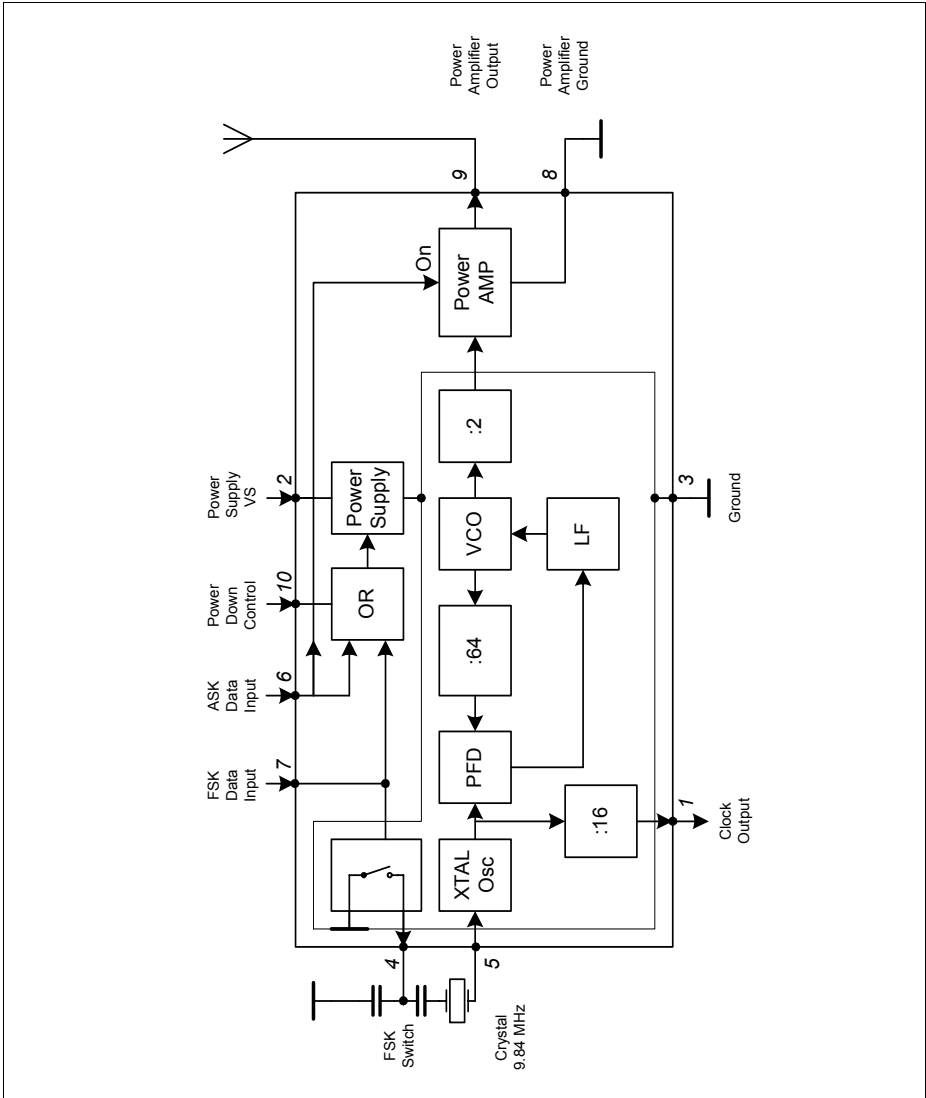 Power
Amplifier
Output
Power
Amplifier
Ground
9
8
On
Power
AMP
Power
Supply
VS
2
Power
Supply
:2
3
Ground
Power
Down
Control
10
OR
VCO
LF
ASK
Data
Input
6
:64
FSK
Data
Input
7
PFD
:16
1
Clock
Output
XTAL
Osc
4
5
FSK
Switch
Crystal
9.84 MHz